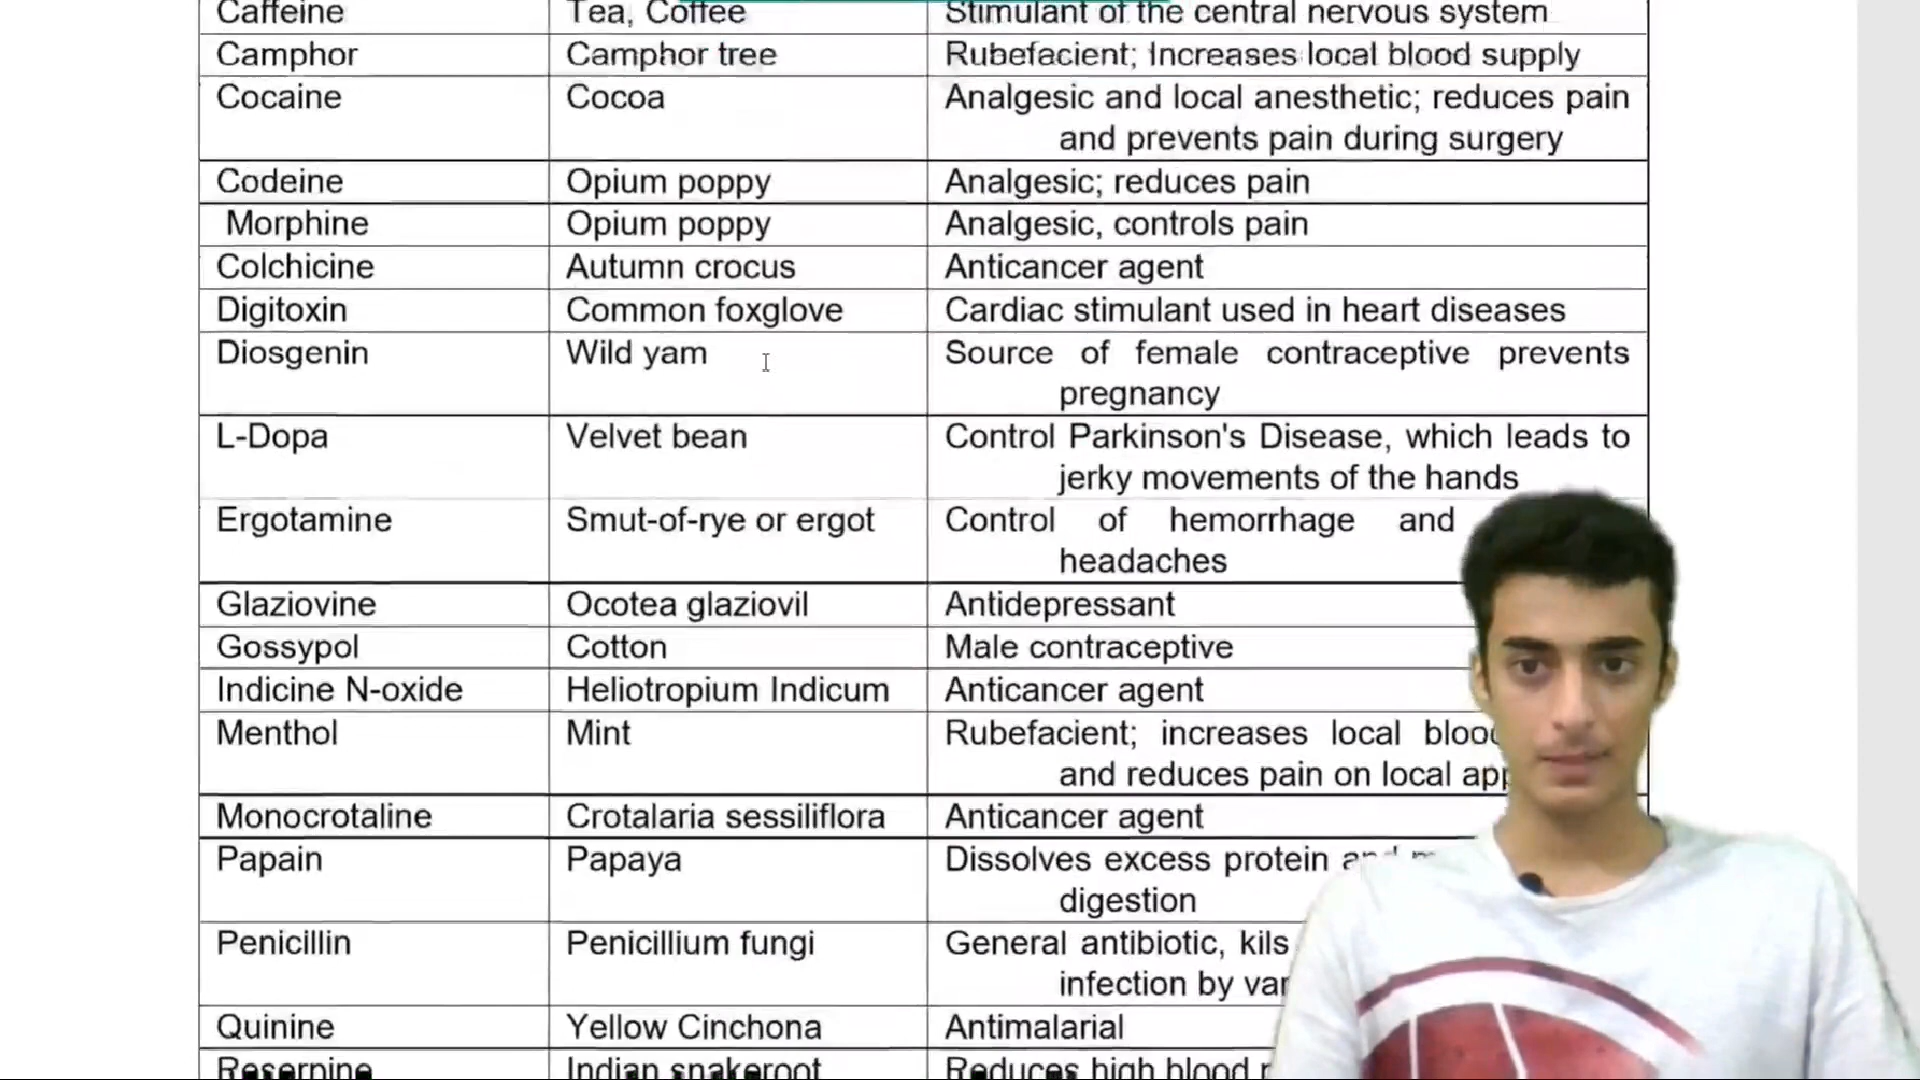 Caffeine Tea, Coffee Stimulant of the central nervous system
Camphor Camphor tree Rubefacient; Increases local blood supply
Cocaine Cocoa Analgesic and local anesthetic; reduces pain
and prevents pain during surgery
Codeine Opium poppy Analgesic; reduces pain
Morphine Opium poppy Analgesic, controls pain
Colchicine Autumn crocus Anticancer agent
Digitoxin Common foxglove Cardiac stimulant used in heart diseases
Diosgenin Wild yam Source of female contraceptive prevents
pregnancy
L-Dopa Velvet bean Control Parkinson's Disease, which leads to
jerky movements of the hands
Ergotamine Smut-of-rye or ergot Control of hemorrhage and
headaches
Glaziovine Ocotea glaziovil Antidepressant
Gossypol Cotton Male contraceptive
Indicine N-oxide Heliotropium Indicum Anticancer agent
Menthol Mint Rubefacient; increases local
and reduces pain on local
Monocrotaline Crotalaria sessiliflora Anticancer agent
Papain Papaya Dissolves excess protein
digestion
Penicillin Penicillium fungi General antibiotic, kils
infection by
Quinine Yellow Cinchona Antimalarial
Reserpine Indian snakeroot Reduces high blood